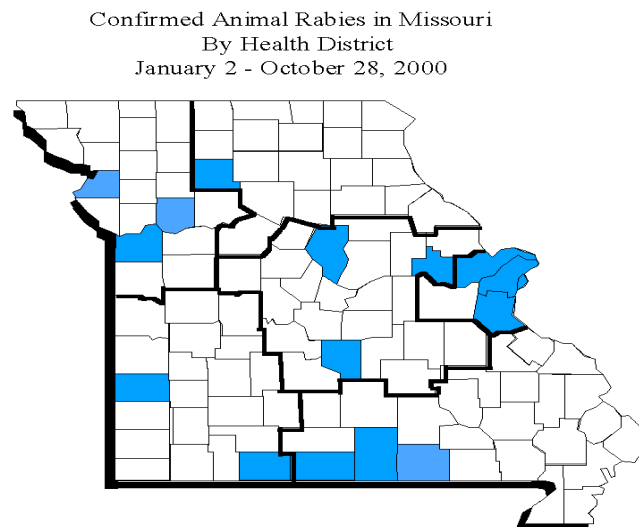 Confirmed Animal Rabies in Missouri
By Health District
January 2 - October 28, 2000